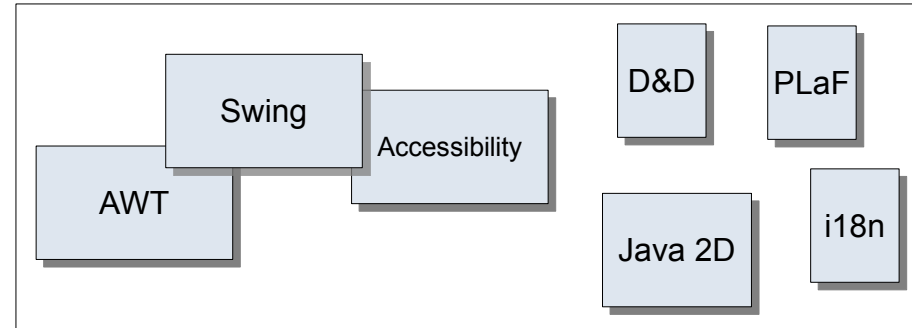 Swing
Accessibility
AWT
D&D
PLaF
Java 2D
i18n